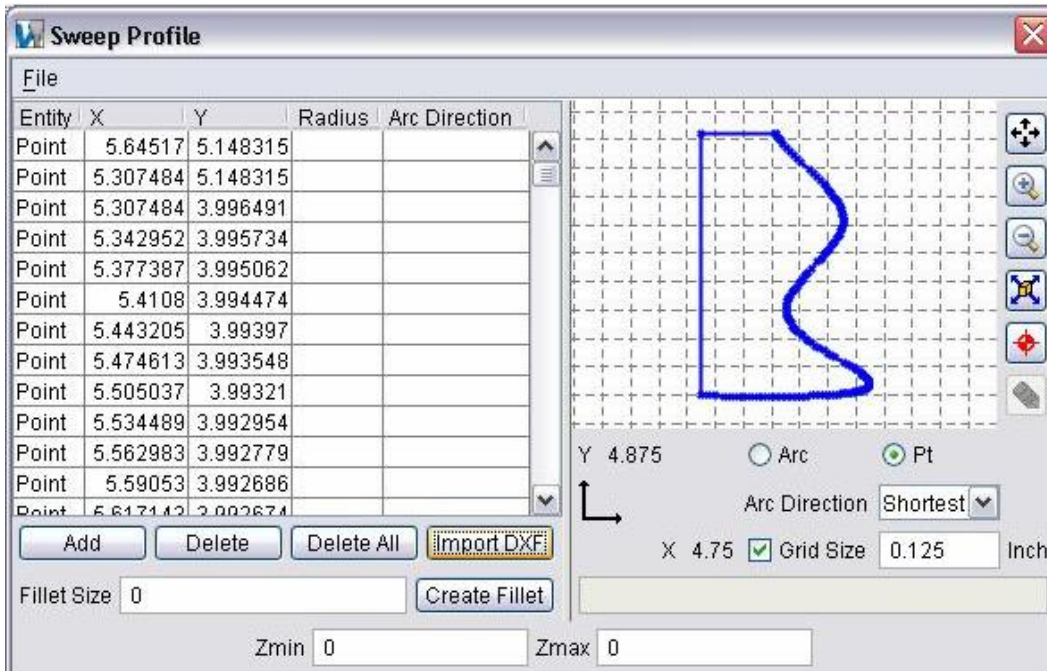 Sweep Profile
File
Entity X Y Radius Arc Direction
Point 5.64517 5.148315
Point 5.307484 5.148315
Point 5.307484 3.996491
Point 5.342952 3.995734
Point 5.377387 3.995062
Point 5.4108 3.994474
Point 5.443205 3.99397
Point 5.474613 3.993548
Point 5.505037 3.99321
Point 5.534489 3.992954
Point 5.562983 3.992779
Point 5.59053 3.992686
Point 5.617142 3.992674
Add Delete Delete All Import DXF
Fillet Size 0 Create Fillet
Y 4.875 Arc Pt
Arc Direction Shortest
X 4.75 Grid Size 0.125 Inch
Zmin 0 Zmax 0